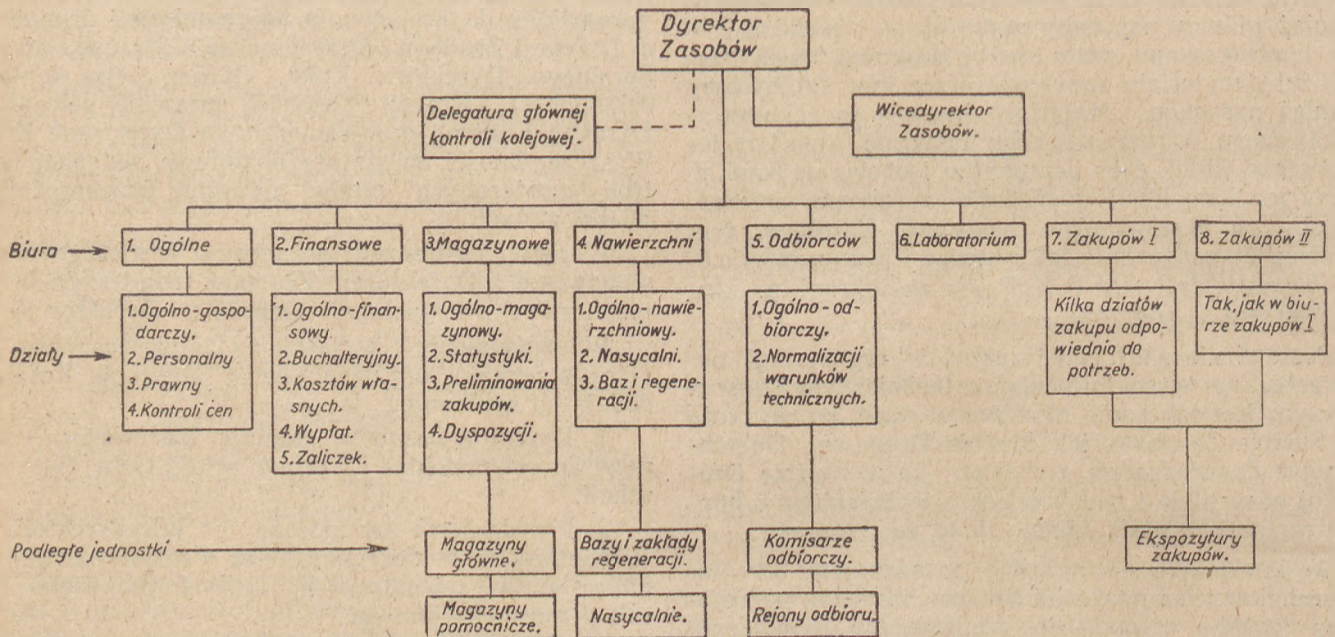 Dyrektor
Zasobów
Delegatura głównej
kontroli kolejowej.
Wicedyrektor
Zasobów.
Biura
1. Ogólne
2. Finansowe
3. Magazynowe
4. Nawierzchni
5. Odbiorców
6. Laboratorium
7. Zakupów I
8. Zakupów II
Działy
1. Ogólno-gospo-
darczy.
2. Personalny
3. Prawny
4. Kontroli cen
1. Ogólno-finan-
sowy
2. Buchalteryjny.
3. Kosztów wła-
snych.
4. Wypłat.
5. Zaliczek.
1. Ogólno-maga-
zynowy.
2. Statystyki.
3. Preliminowania
zakupów.
4. Dyspozycji.
1. Ogólno-nawie-
rzchniowy.
2. Nasycalni.
3. Baz i regene-
racji.
1. Ogólno-od-
biorczy.
2. Normalizacji
warunków
technicznych.
Kilka działów
zakupu odpo-
wiednio do
potrzeb.
Tak, jak w biu-
rze zakupów I
Podległe jednostki
Magazyny
główne.
Bazy i zakłady
regeneracji.
Komisarze
odbiorczy.
Ekspozytury
zakupów.
Magazyny
pomocnicze.
Nasycalnie.
Rejony odbioru.